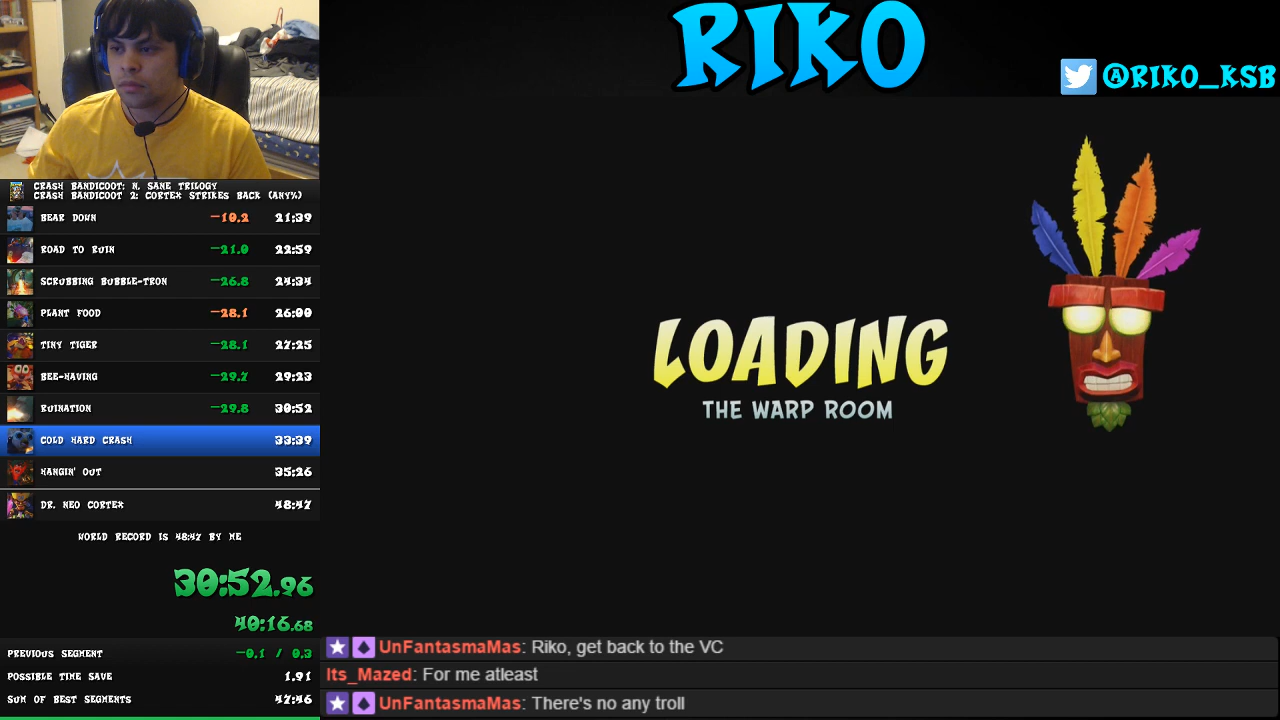 RIKO
@RIKO_KSB
CRASH BANDICOOT: N. SANE TRILOGY
CRASH BANDICOOT 2: CORTEX STRIKES BACK (ANY%)
BEAR DOWN −10.2 21:39
ROAD TO RUIN −21.0 22:59
SCRUBBING BUBBLE-TRON −26.8 24:34
PLANT FOOD −28.1 26:00
TINY TIGER −28.1 27:25
BEE-HAVING −29.7 29:23
RUINATION −29.8 30:52
COLD HARD CRASH 33:39
HANGIN' OUT 35:26
DR. NEO CORTEX 48:47
WORLD RECORD IS 48:47 BY ME
30:52.96
40:16.68
PREVIOUS SEGMENT −0.1 / 0.3
POSSIBLE TIME SAVE 1.91
SUM OF BEST SEGMENTS 47:46
LOADING
THE WARP ROOM
UnFantasmaMas: Riko, get back to the VC
Its_Mazed: For me atleast
UnFantasmaMas: There's no any troll